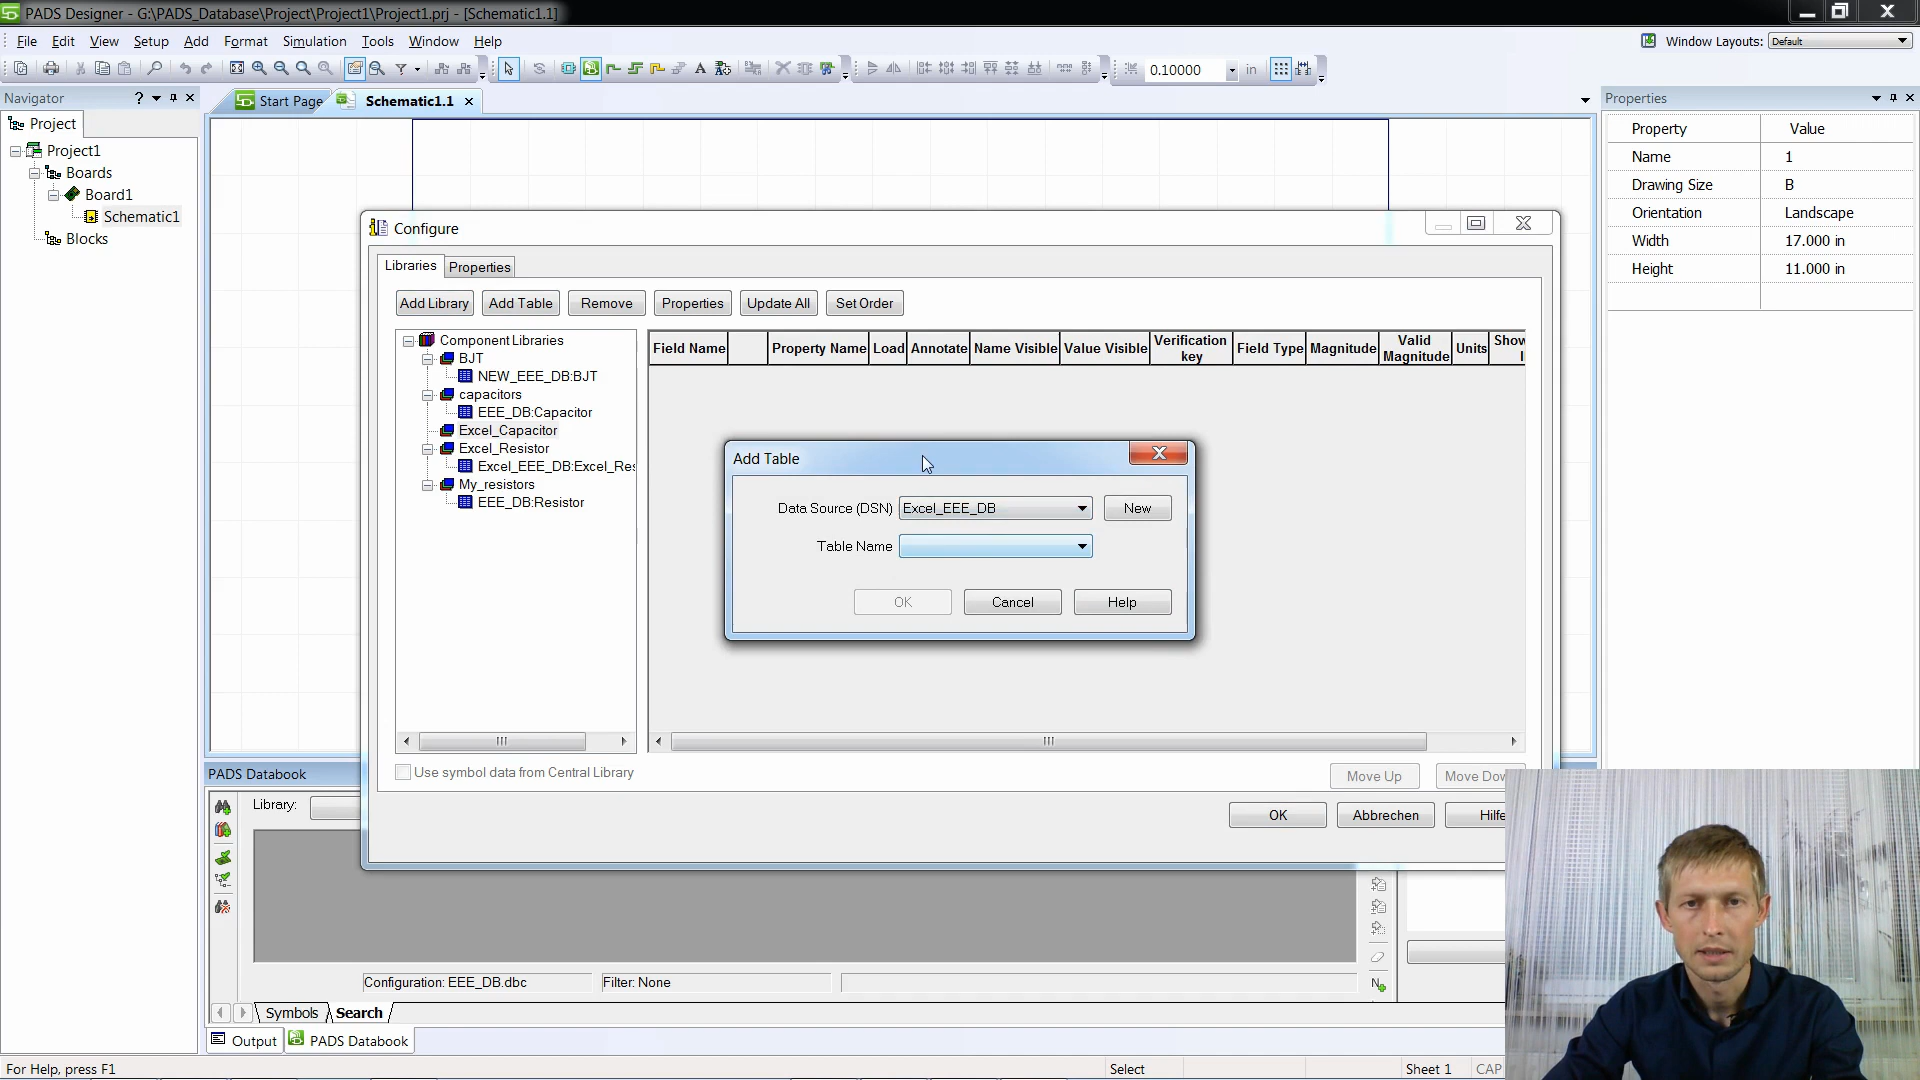 PADS Designer - G:\PADS_Database\Project\Project1\Project1.prj - [Schematic1.1]
File Edit View Setup Add Format Simulation Tools Window Help
Window Layouts: Default
0.10000 in
Navigator ?
Start Page Schematic1.1
Properties
Project
Project1
Boards
Board1
Schematic1
Blocks
Property Value
Name 1
Drawing Size B
Orientation Landscape
Width 17.000 in
Height 11.000 in
Configure
Libraries Properties
Add Library Add Table Remove Properties Update All Set Order
Component Libraries
BJT
NEW_EEE_DB:BJT
capacitors
EEE_DB:Capacitor
Excel_Capacitor
Excel_Resistor
Excel_EEE_DB:Excel_Res
My_resistors
EEE_DB:Resistor
Field Name Property Name Load Annotate Name Visible Value Visible Verification key Field Type Magnitude Valid Magnitude Units Show
Add Table
Data Source (DSN) Excel_EEE_DB New
Table Name
OK Cancel Help
Use symbol data from Central Library
Move Up Move Dow
OK Abbrechen Hilfe
PADS Databook
Library:
Configuration: EEE_DB.dbc Filter: None
Symbols Search
Output PADS Databook
For Help, press F1 Select Sheet 1 CAP